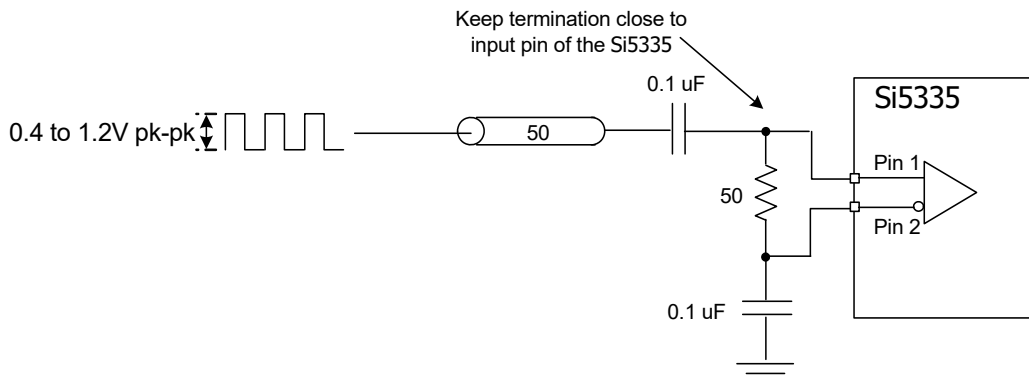 Keep termination close to
input pin of the Si5335
0.1 uF
Si5335
0.4 to 1.2V pk-pk
50
Pin 1
50
Pin 2
0.1 uF